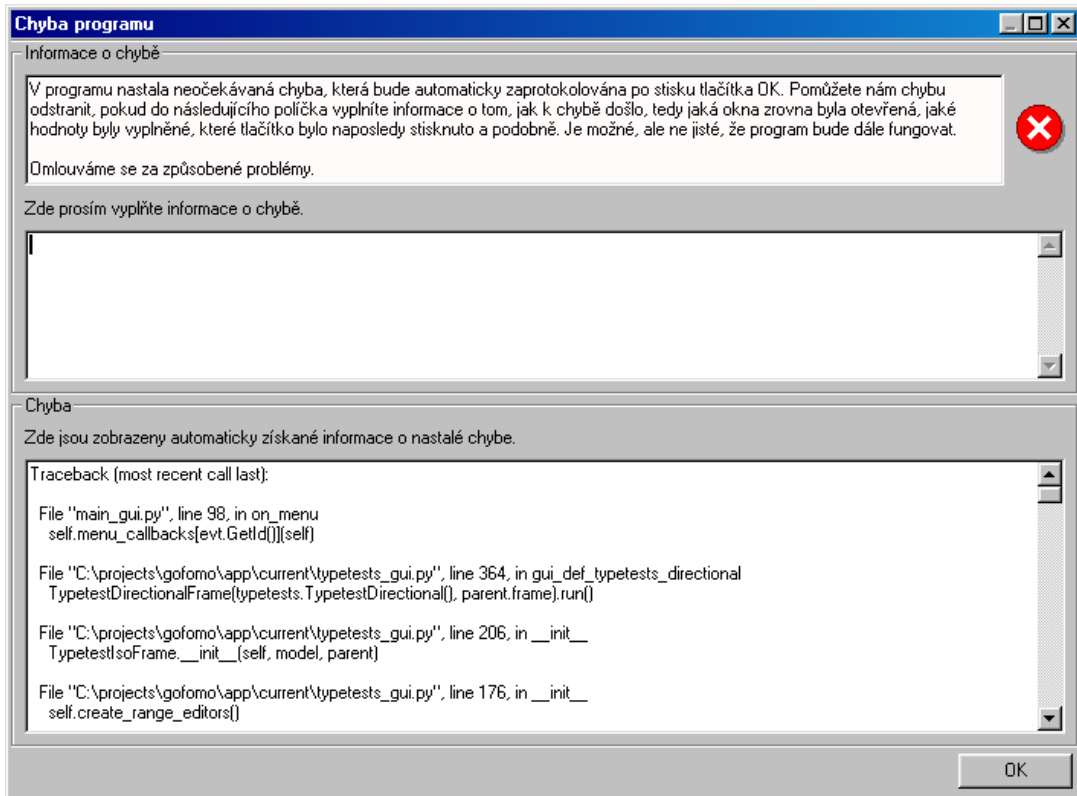 Chyba programu
Informace o chybě
V programu nastala neočekávaná chyba, která bude automaticky zaprotokolována po stisku tlačítka OK. Pomůžete nám chybu
odstranit, pokud do následujícího políčka vyplníte informace o tom, jak k chybě došlo, tedy jaká okna zrovna byla otevřená, jaké
hodnoty byly vyplněné, které tlačítko bylo naposledy stisknuto a podobně. Je možné, ale ne jisté, že program bude dále fungovat.
Omlouváme se za způsobené problémy.
Zde prosím vyplňte informace o chybě.
Chyba
Zde jsou zobrazeny automaticky získané informace o nastalé chybe.
Traceback (most recent call last):
File "main_gui.py", line 98, in on_menu
self.menu_callbacks[evt.GetId()](self)
File "C:\projects\gofomo\app\current\typetests_gui.py", line 364, in gui_def_typetests_directional
TypetestDirectionalFrame(typetests.TypetestDirectional(), parent.frame).run()
File "C:\projects\gofomo\app\current\typetests_gui.py", line 206, in __init__
TypetestIsoFrame.__init__(self, model, parent)
File "C:\projects\gofomo\app\current\typetests_gui.py", line 176, in __init__
self.create_range_editors()
OK